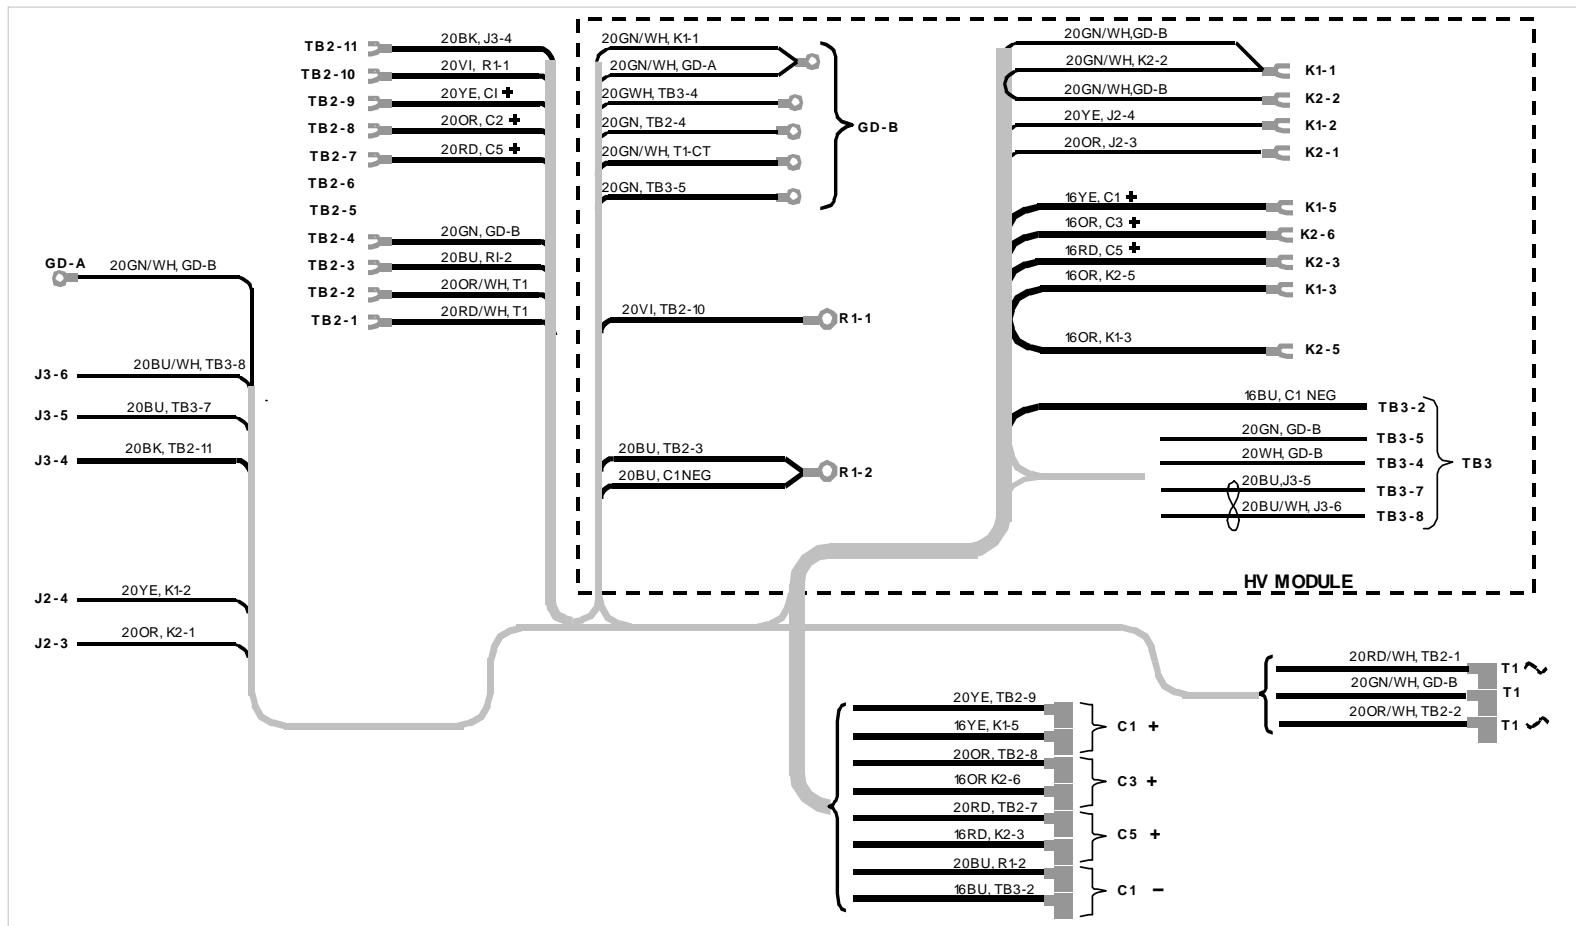 TB2-11 20BK, J3-4
TB2-10 20VI, R1-1
TB2-9 20YE, CI +
TB2-8 20OR, C2 +
TB2-7 20RD, C5 +
TB2-6
TB2-5
TB2-4 20GN, GD-B
TB2-3 20BU, RI-2
TB2-2 20OR/WH, T1
TB2-1 20RD/WH, T1
GD-A 20GN/WH, GD-B
J3-6 20BU/WH, TB3-8
J3-5 20BU, TB3-7
J3-4 20BK, TB2-11
J2-4 20YE, K1-2
J2-3 20OR, K2-1
20GN/WH, K1-1
20GN/WH, GD-A
20GWH, TB3-4
20GN, TB2-4
20GN/WH, T1-CT
20GN, TB3-5
GD-B
20VI, TB2-10 R1-1
20BU, TB2-3
20BU, C1NEG
R1-2
20GN/WH,GD-B
20GN/WH, K2-2 K1-1
20GN/WH,GD-B K2-2
20YE, J2-4 K1-2
20OR, J2-3 K2-1
16YE, C1 + K1-5
16OR, C3 + K2-6
16RD, C5 + K2-3
16OR, K2-5 K1-3
16OR, K1-3 K2-5
16BU, C1 NEG TB3-2
20GN, GD-B TB3-5
20WH, GD-B TB3-4
20BU,J3-5 TB3-7
20BU/WH, J3-6 TB3-8
TB3
HV MODULE
20RD/WH, TB2-1 T1
20GN/WH, GD-B T1
20OR/WH, TB2-2 T1
20YE, TB2-9
16YE, K1-5
C1 +
20OR, TB2-8
16OR K2-6
C3 +
20RD, TB2-7
16RD, K2-3
C5 +
20BU, R1-2
16BU, TB3-2
C1 –